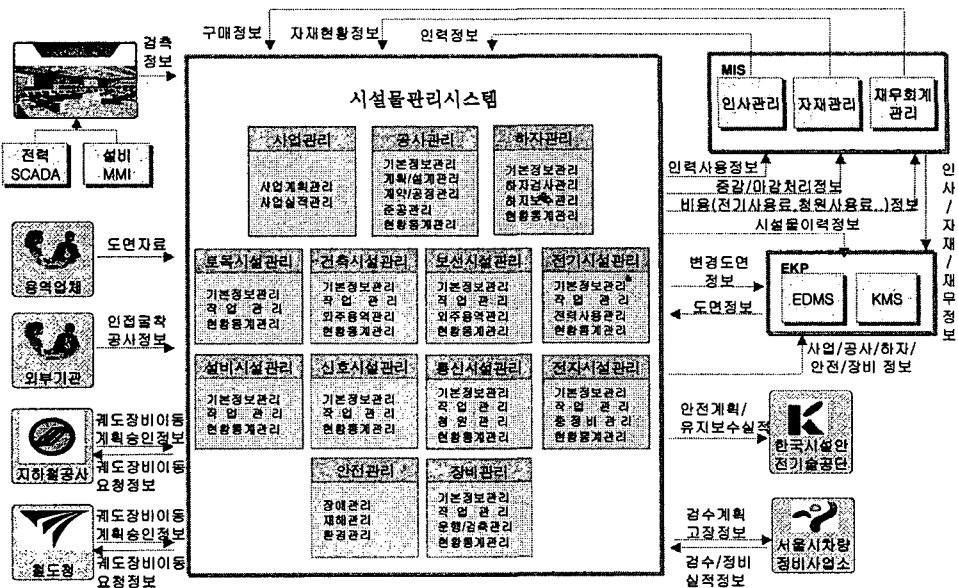 구매정보
자재현황정보
인력정보
검측
정보
전력
SCADA
설비
MMI
용역업체
도면자료
외부기관
인접굴착
공사정보
지하철공사
궤도장비이동
계획승인정보
궤도장비이동
요청정보
철도청
궤도장비이동
계획승인정보
궤도장비이동
요청정보
시설물관리시스템
사업관리
사업계획관리
사업실적관리
공사관리
기본정보관리
계획/설계관리
계약/공정관리
준공관리
현황통계관리
하자관리
기본정보관리
하자검사관리
하자보수관리
현황통계관리
토목시설관리
기본정보관리
작 업 관 리
현황통계관리
건축시설관리
기본정보관리
작 업 관 리
외주용역관리
현황통계관리
보선시설관리
기본정보관리
작 업 관 리
외주용역관리
현황통계관리
전기시설관리
기본정보관리
작 업 관 리
전력사용관리
현황통계관리
설비시설관리
기본정보관리
작 업 관 리
현황통계관리
신호시설관리
기본정보관리
작 업 관 리
현황통계관리
통신시설관리
기본정보관리
작 업 관 리
청 원 관 리
현황통계관리
전자시설관리
기본정보관리
작 업 관 리
충정비관리
현황통계관리
안전관리
장애관리
재해관리
환경관리
장비관리
기본정보관리
작 업 관 리
운행/검측관리
현황통계관리
MIS
인사관리
자재관리
재무회계
관리
인력사용정보
증감/마감처리정보
비용(전기사용료,청원사용료..)정보
시설물이력정보
인사/자재/재무정보
변경도면
정보
도면정보
EKP
EDMS
KMS
사업/공사/하자/
안전/장비 정보
안전계획/
유지보수실적
한국시설안
전기술공단
검수계획
고장정보
검수/정비
실적정보
서울시차량
정비사업소